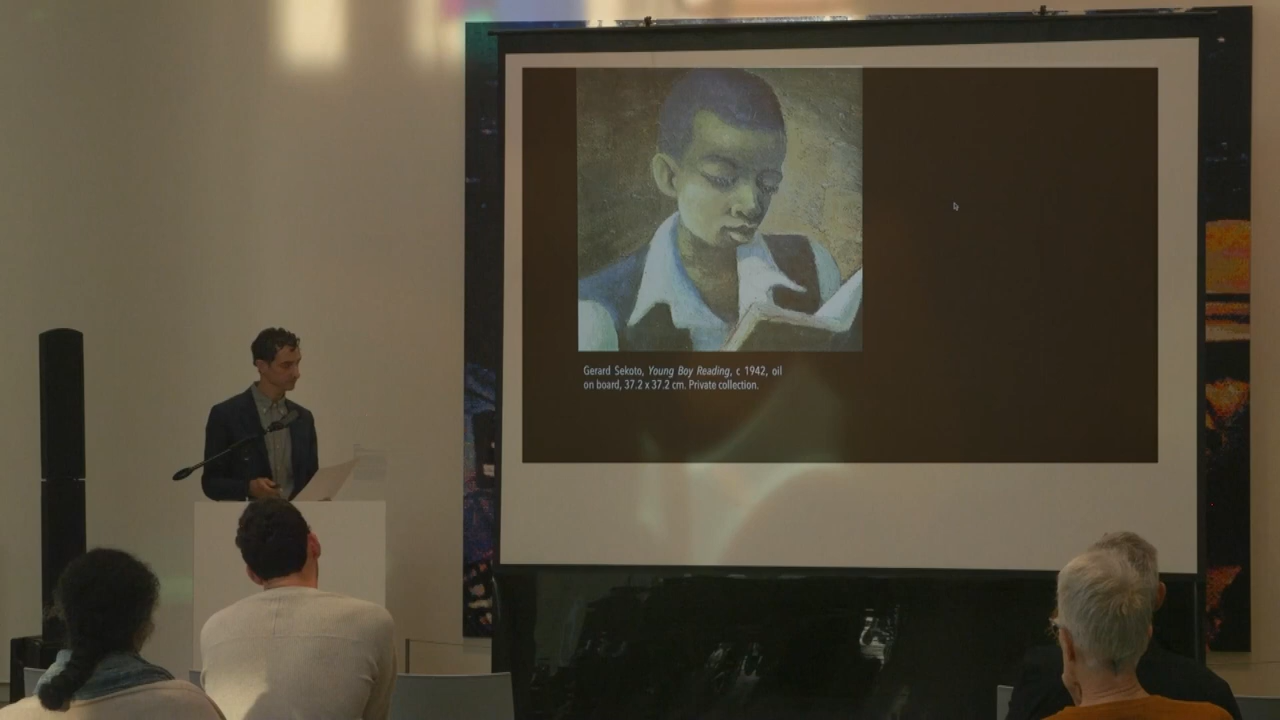 Gerard Sekoto, Young Boy Reading, c 1942, oil
on board, 37.2 x 37.2 cm. Private collection.